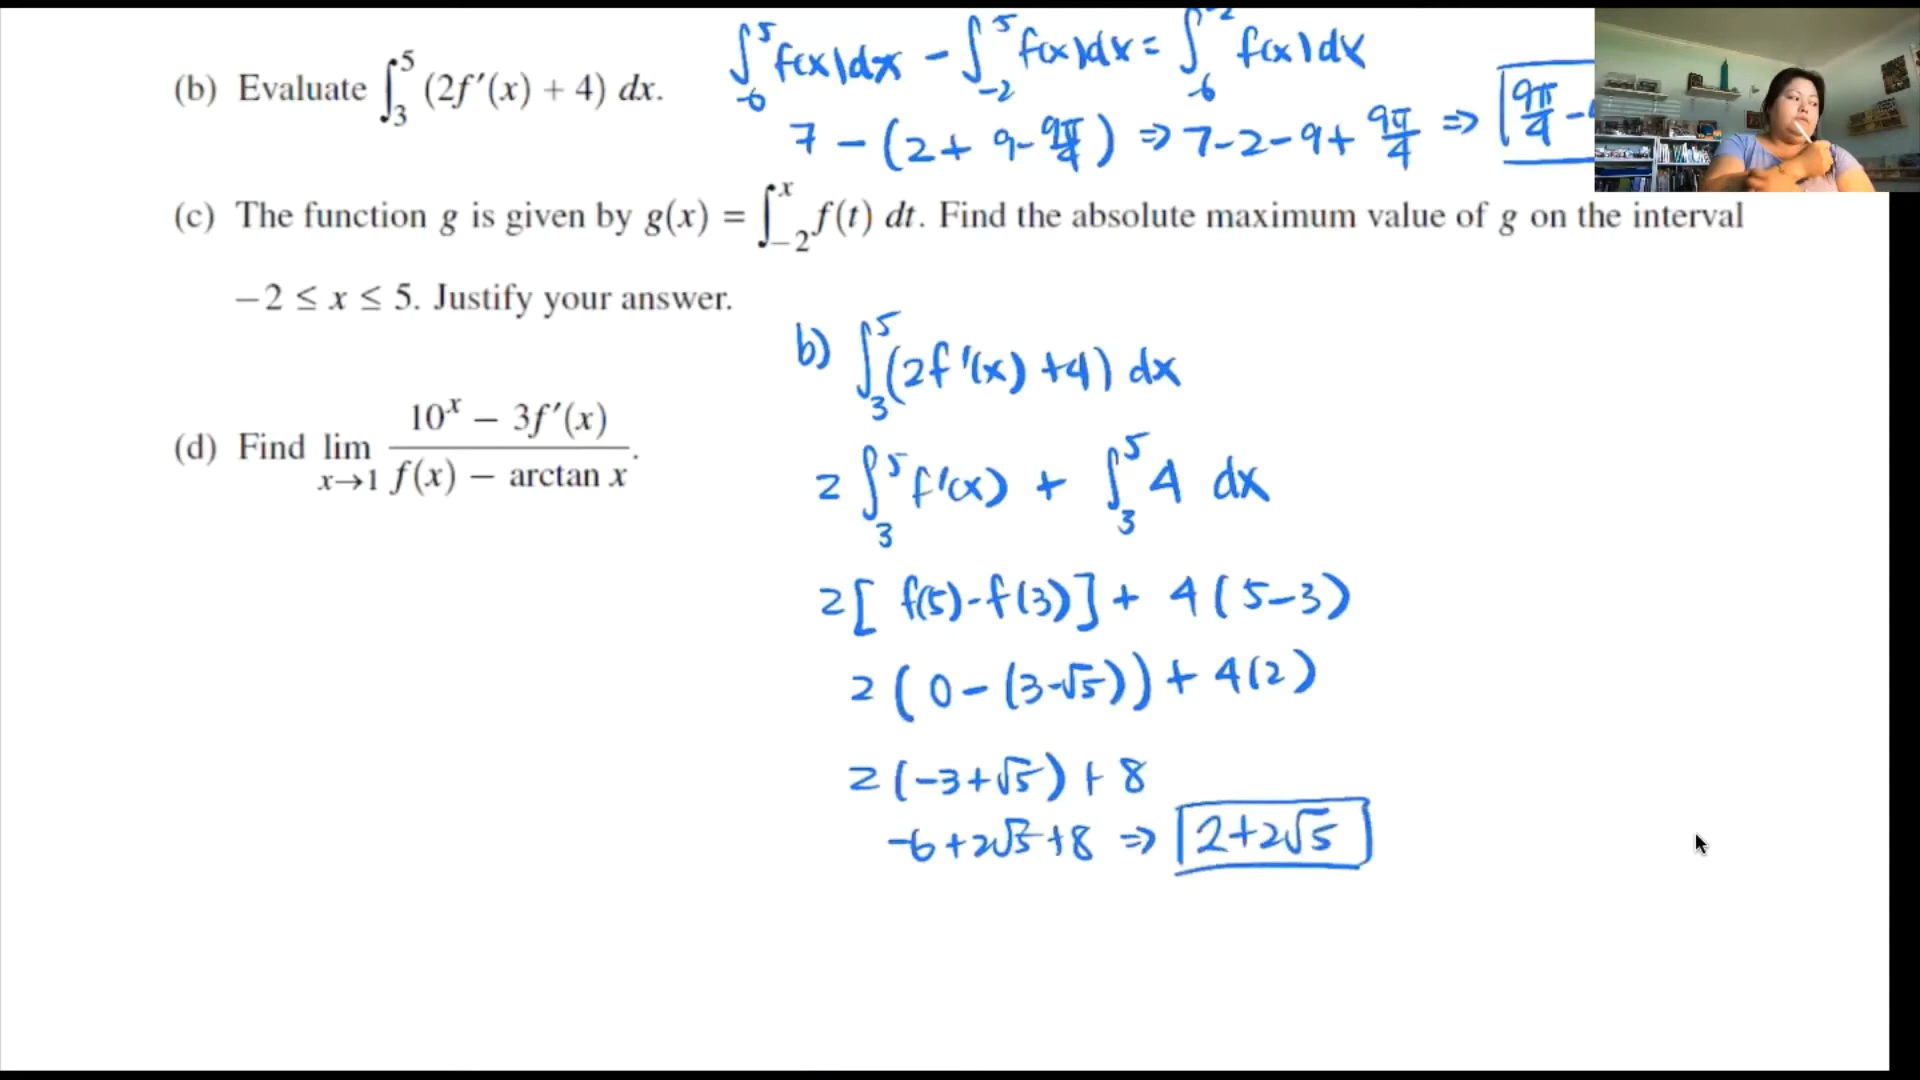 ∫_{-6}^{5} f(x)dx - ∫_{-2}^{5} f(x)dx = ∫_{-6}^{-2} f(x)dx
(b) Evaluate ∫_3^5 (2f′(x) + 4) dx.
7 - (2 + 9 - 9π/4) ⇒ 7-2-9+ 9π/4 ⇒ 9π/4 -
(c) The function g is given by g(x) = ∫_{-2}^x f(t) dt. Find the absolute maximum value of g on the interval
−2 ≤ x ≤ 5. Justify your answer.
b) ∫_3^5 (2f'(x) +4) dx
(d) Find lim_{x→1} (10^x − 3f′(x))/(f(x) − arctan x).
2 ∫_3^5 f'(x) + ∫_3^5 4 dx
2[ f(5)-f(3)] + 4(5-3)
2(0-(3-√5)) + 4(2)
2(-3+√5) + 8
-6+2√5+8 ⇒ 2+2√5